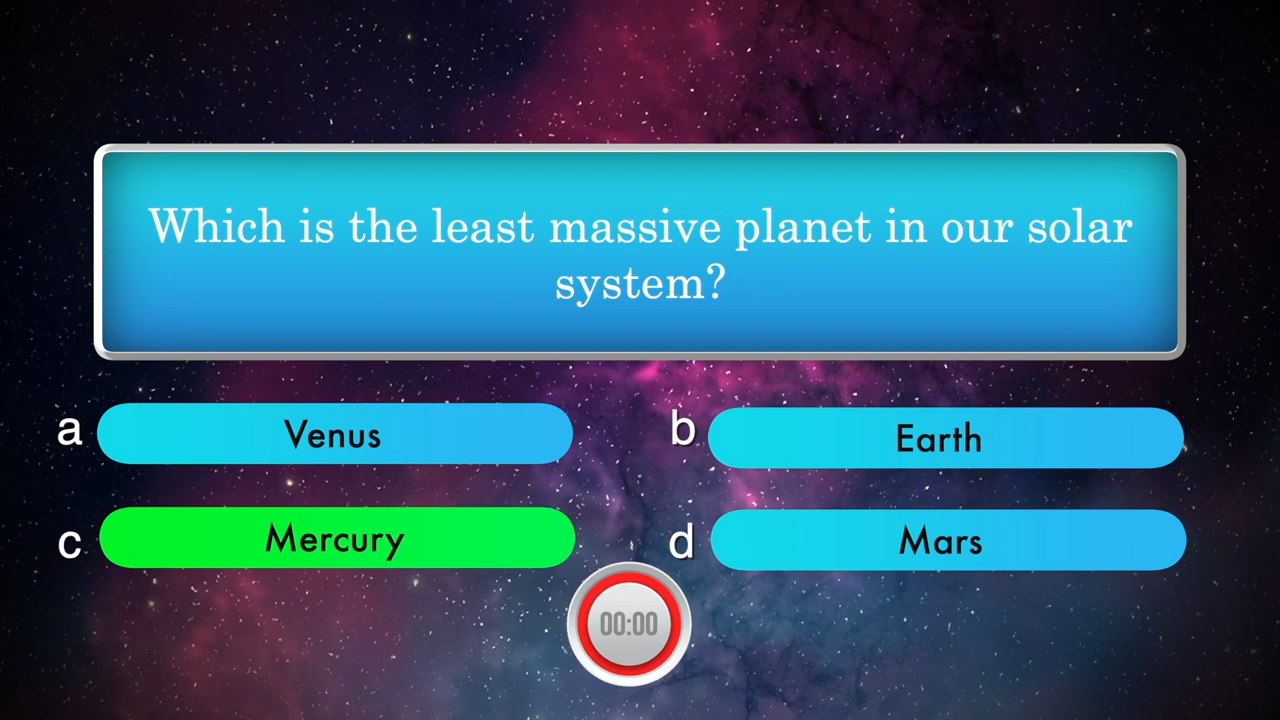 Which is the least massive planet in our solar
system?
a Venus
b Earth
c Mercury
d Mars
00:00